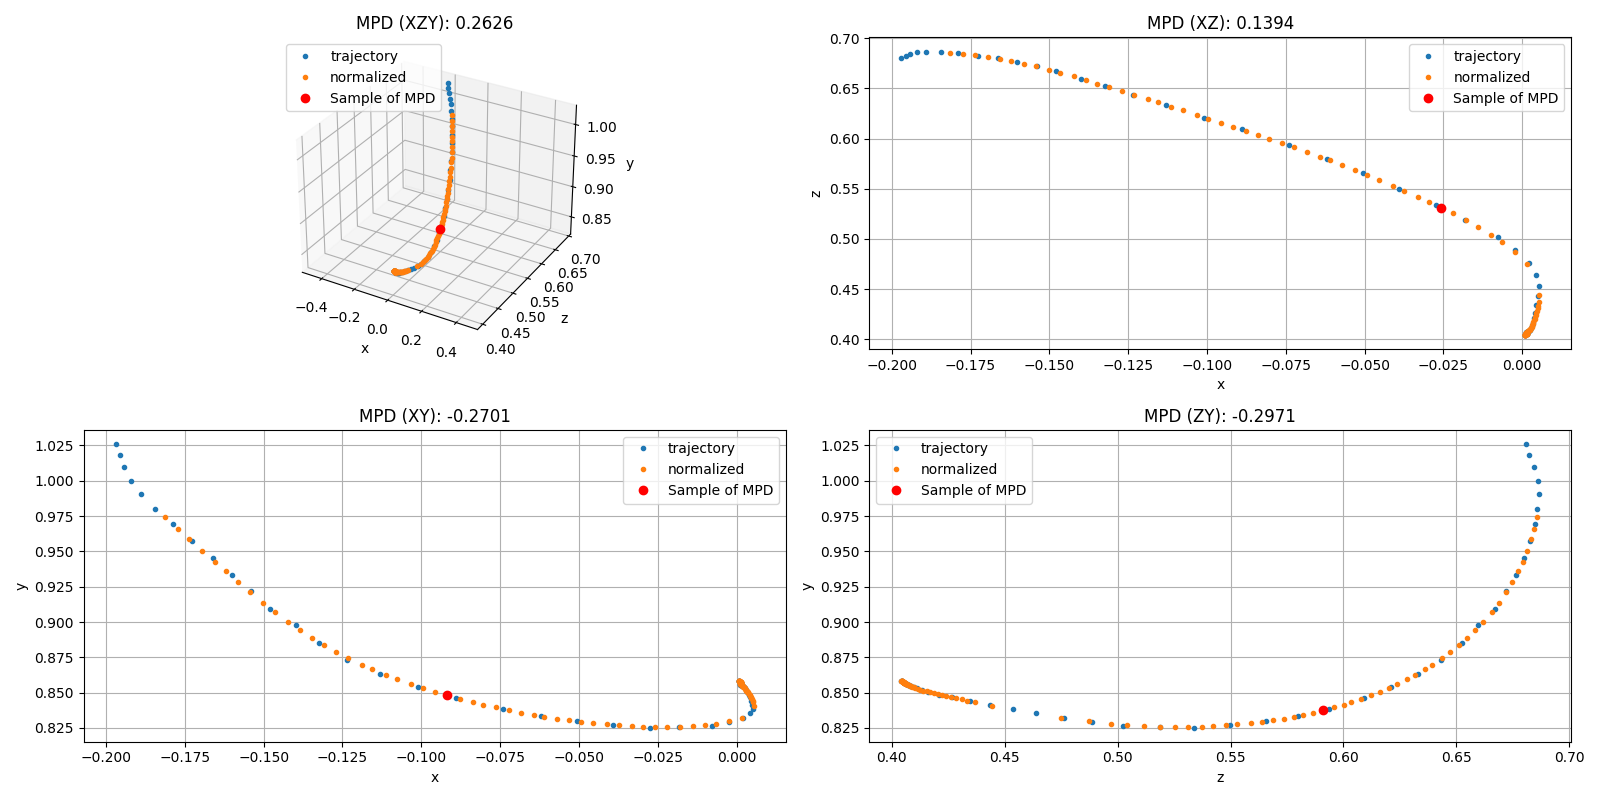 MPD (XZY): 0.2626
trajectory
normalized
Sample of MPD
1.00
0.95
0.90
0.85
y
0.70
0.65
0.60
0.55
0.50
0.45
0.40
z
−0.4
−0.2
0.0
0.2
0.4
x
MPD (XZ): 0.1394
trajectory
normalized
Sample of MPD
0.70
0.65
0.60
0.55
0.50
0.45
0.40
z
−0.200 −0.175 −0.150 −0.125 −0.100 −0.075 −0.050 −0.025 0.000
x
MPD (XY): -0.2701
trajectory
normalized
Sample of MPD
1.025
1.000
0.975
0.950
0.925
0.900
0.875
0.850
0.825
y
−0.200 −0.175 −0.150 −0.125 −0.100 −0.075 −0.050 −0.025 0.000
x
MPD (ZY): -0.2971
trajectory
normalized
Sample of MPD
1.025
1.000
0.975
0.950
0.925
0.900
0.875
0.850
0.825
y
0.40 0.45 0.50 0.55 0.60 0.65 0.70
z